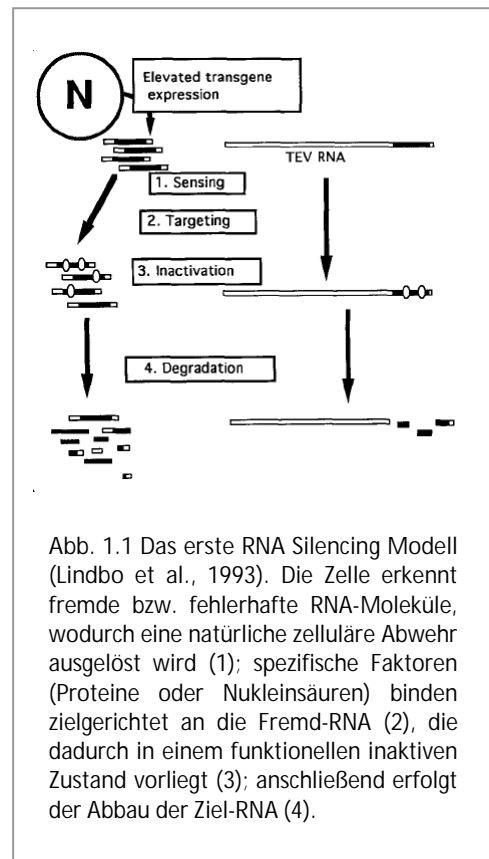 N
Elevated transgene
expression
TEV RNA
1. Sensing
2. Targeting
3. Inactivation
4. Degradation
Abb. 1.1 Das erste RNA Silencing Modell
(Lindbo et al., 1993). Die Zelle erkennt
fremde bzw. fehlerhafte RNA-Moleküle,
wodurch eine natürliche zelluläre Abwehr
ausgelöst wird (1); spezifische Faktoren
(Proteine oder Nukleinsäuren) binden
zielgerichtet an die Fremd-RNA (2), die
dadurch in einem funktionellen inaktiven
Zustand vorliegt (3); anschließend erfolgt
der Abbau der Ziel-RNA (4).